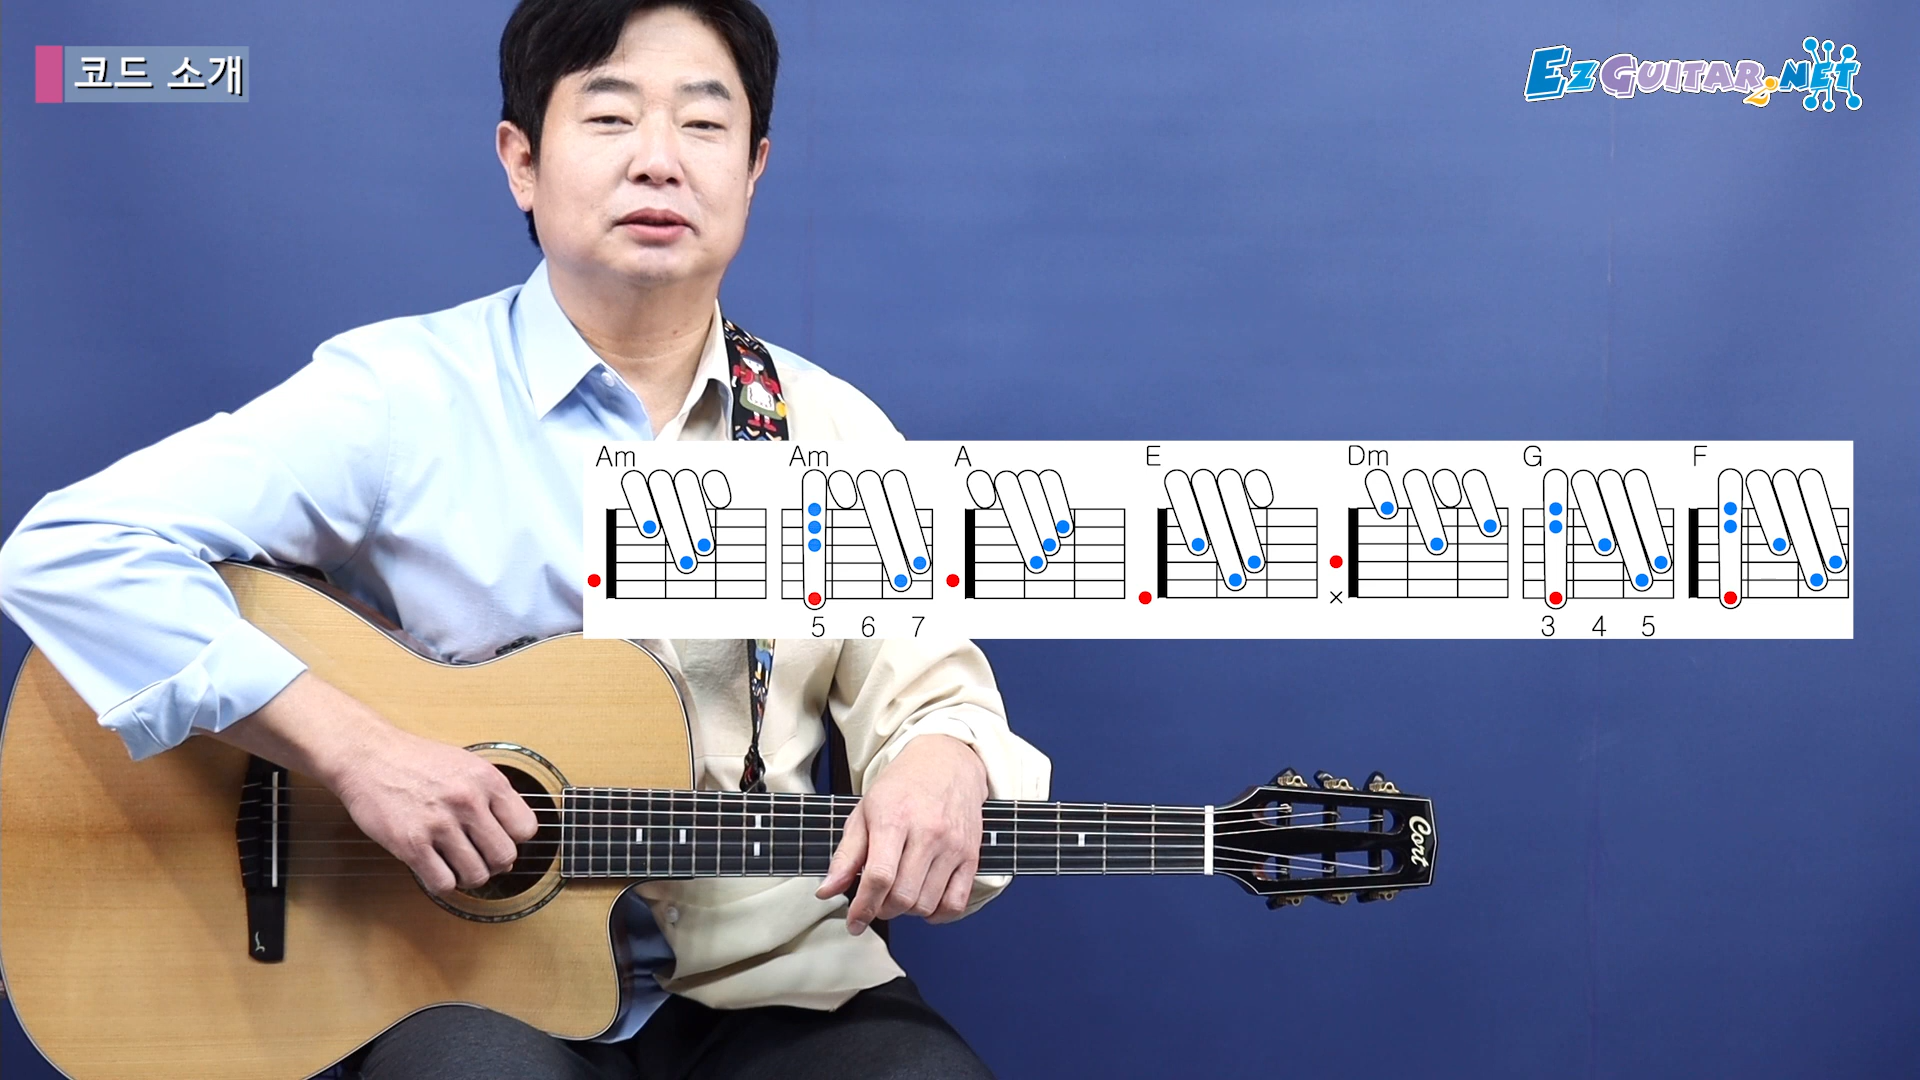 코드 소개
EzGuitar.net
Am Am A E Dm G F
×
5 6 7 3 4 5
Cort